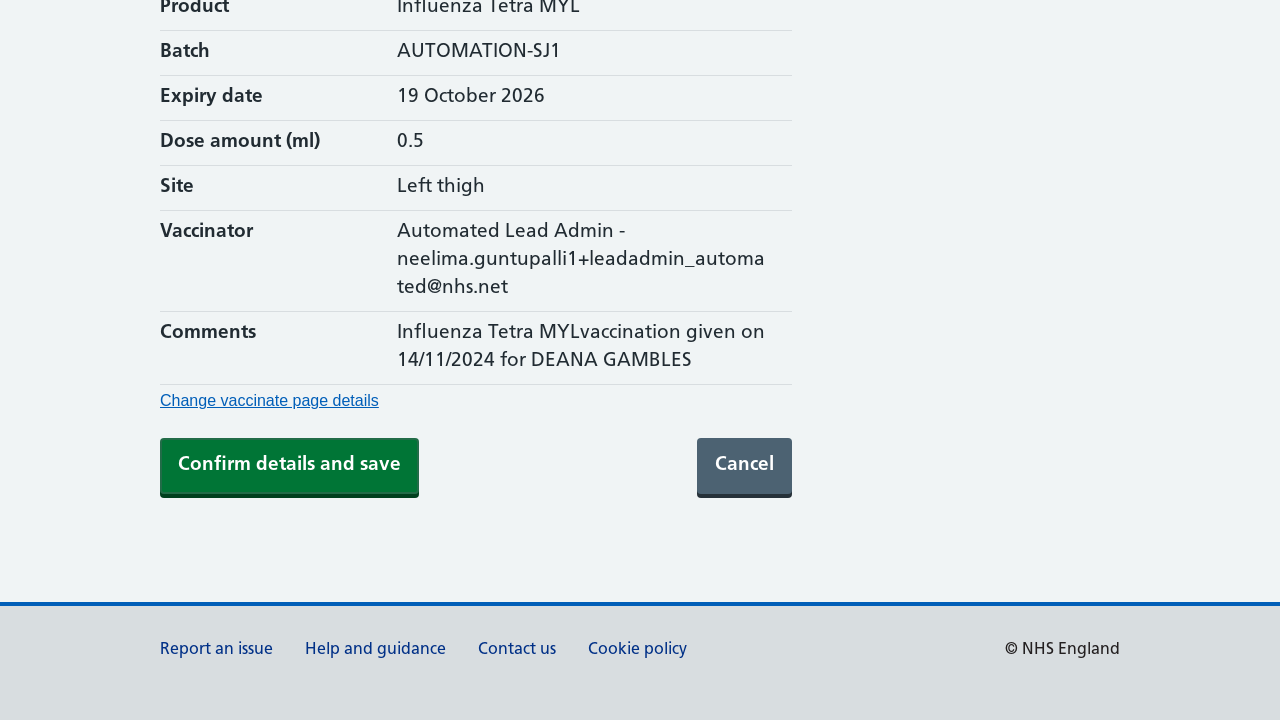 Product Influenza Tetra MYL
Batch AUTOMATION-SJ1
Expiry date 19 October 2026
Dose amount (ml) 0.5
Site Left thigh
Vaccinator Automated Lead Admin -
neelima.guntupalli1+leadadmin_automa
ted@nhs.net
Comments Influenza Tetra MYLvaccination given on
14/11/2024 for DEANA GAMBLES
Change vaccinate page details
Confirm details and save Cancel
Report an issue Help and guidance Contact us Cookie policy © NHS England